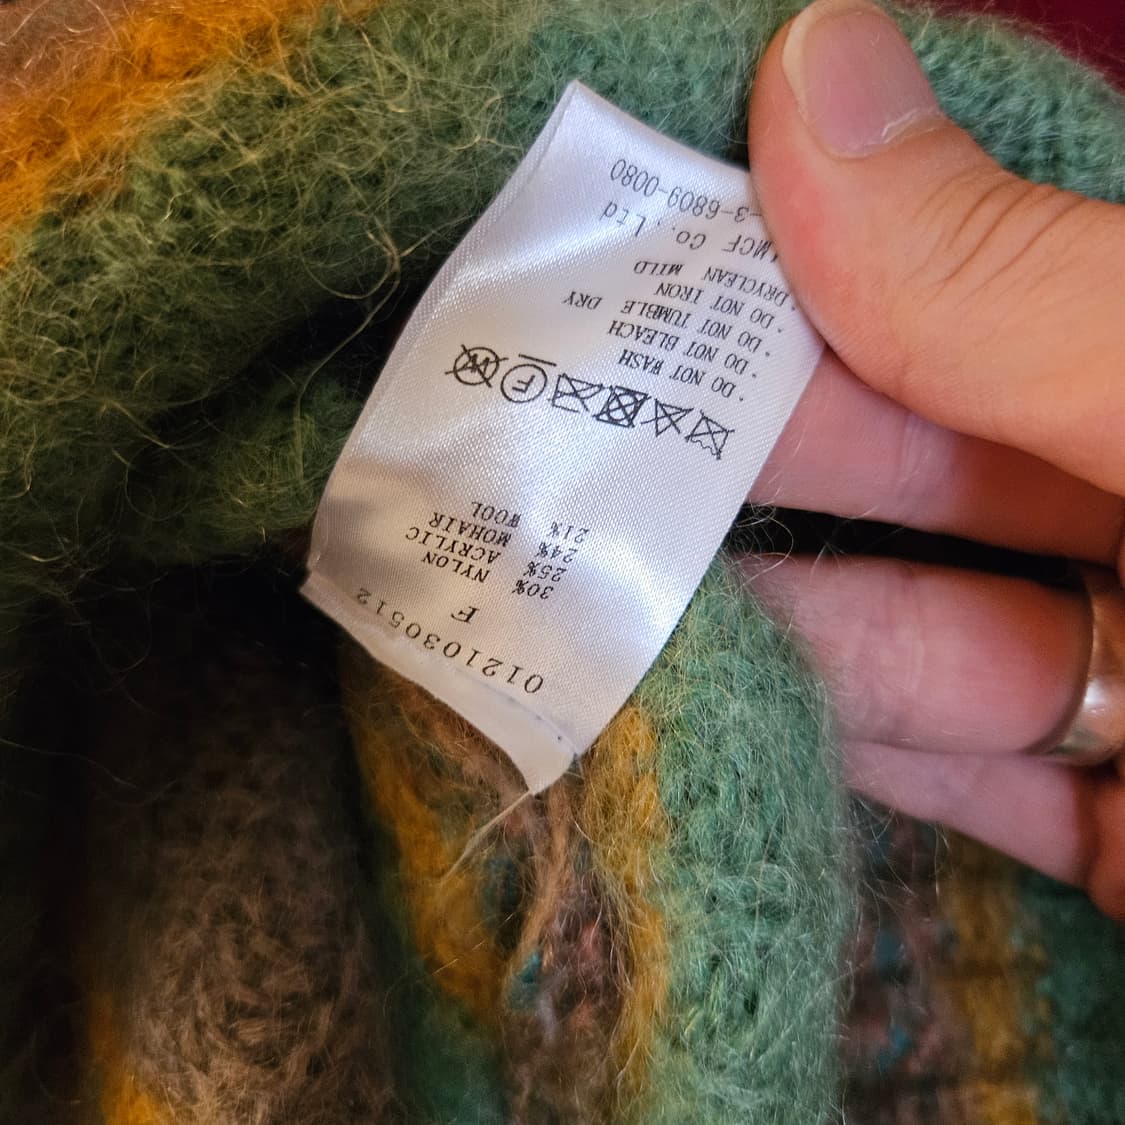 0121030512
F
30% NYLON
25% ACRYLIC
24% MOHAIR
21% WOOL
· DO NOT WASH
· DO NOT BLEACH
· DO NOT TUMBLE DRY
· DO NOT IRON
· DRYCLEAN MILD
Co., Ltd
-3-6809-0080